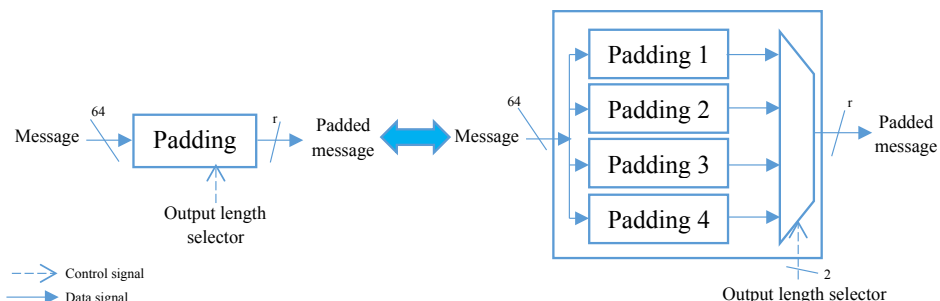 64
Message
Padding
r
Padded
message
Output length
selector
Control signal
Data signal
Message
64
Padding 1
Padding 2
Padding 3
Padding 4
r
Padded
message
2
Output length selector